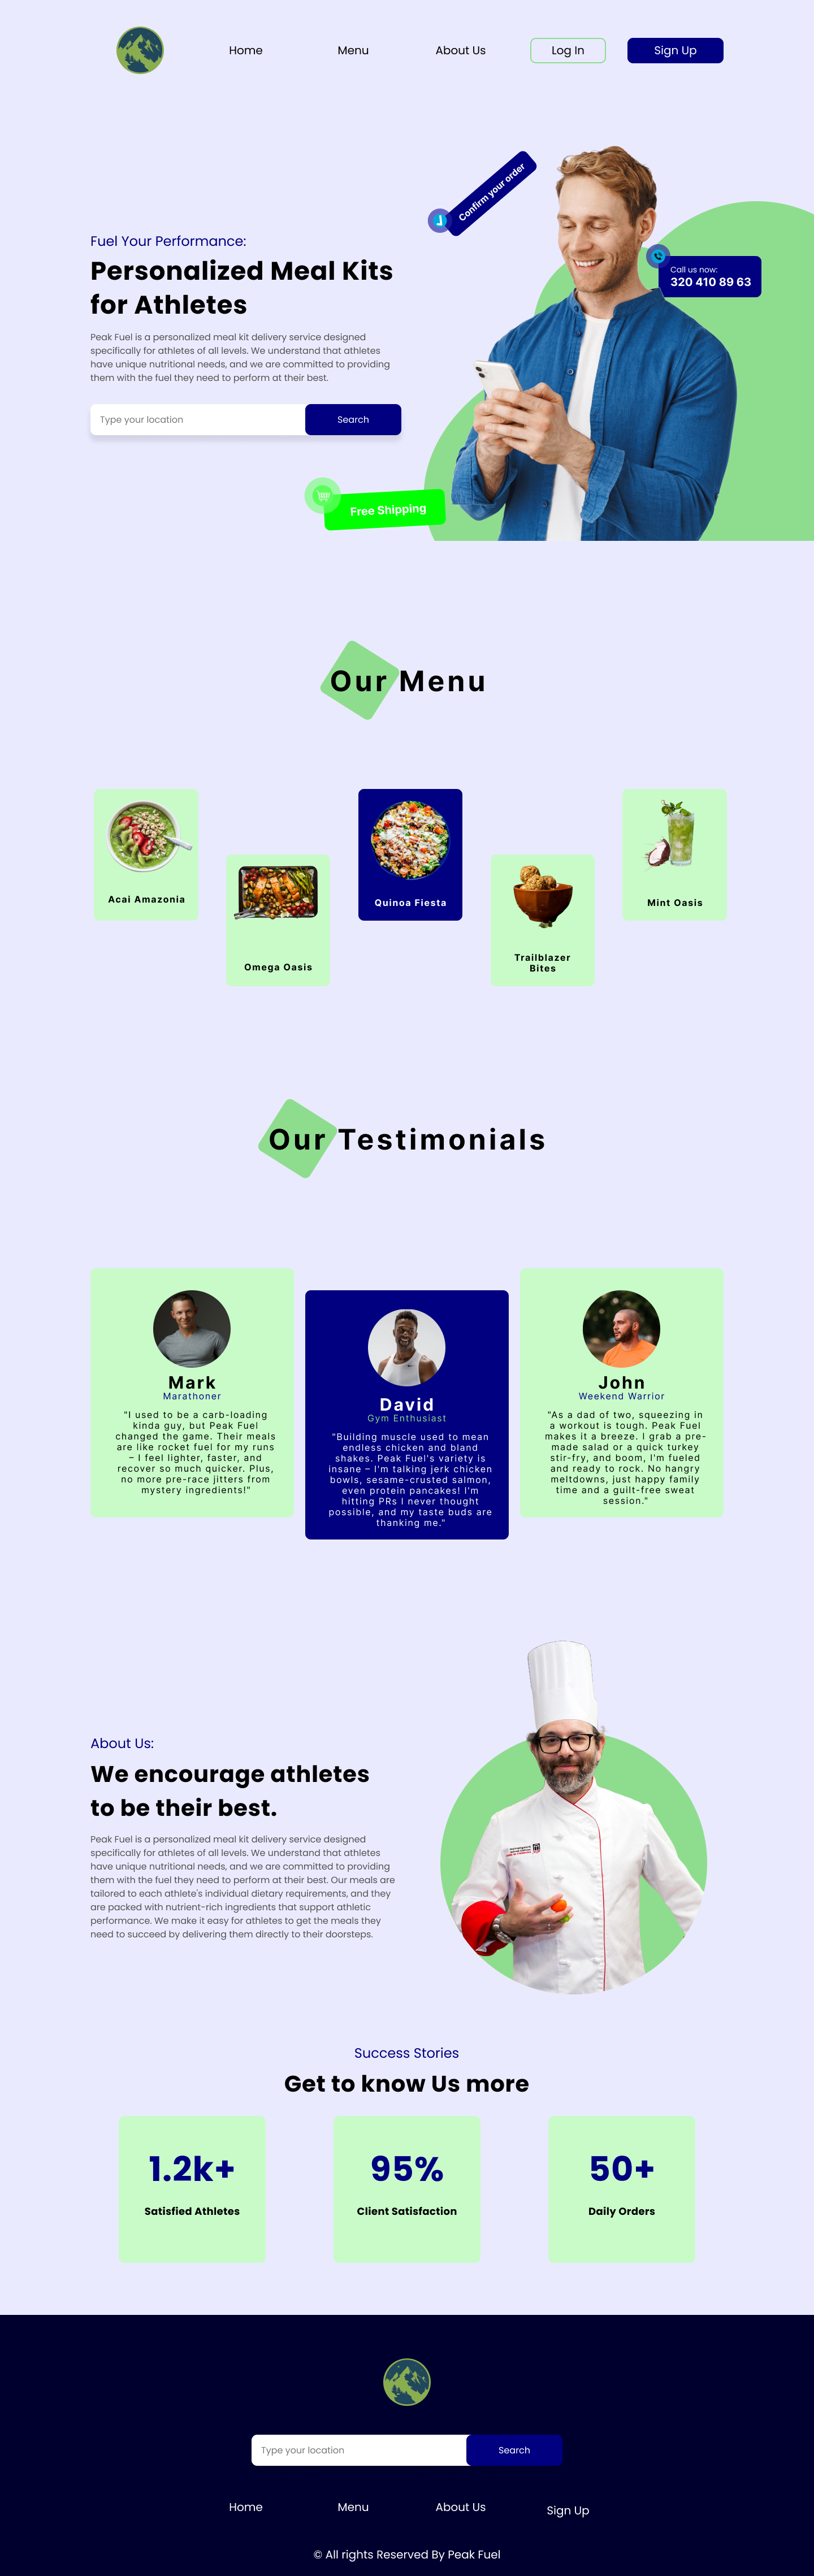 Home
Menu
About Us
Log In
Sign Up
Confirm your order
Call us now:
320 410 89 63
Fuel Your Performance:
Personalized Meal Kits
for Athletes
Peak Fuel is a personalized meal kit delivery service designed
specifically for athletes of all levels. We understand that athletes
have unique nutritional needs, and we are committed to providing
them with the fuel they need to perform at their best.
Type your location
Search
Free Shipping
Our Menu
Acai Amazonia
Omega Oasis
Quinoa Fiesta
Trailblazer
Bites
Mint Oasis
Our Testimonials
Mark
Marathoner
"I used to be a carb-loading
kinda guy, but Peak Fuel
changed the game. Their meals
are like rocket fuel for my runs
– I feel lighter, faster, and
recover so much quicker. Plus,
no more pre-race jitters from
mystery ingredients!"
David
Gym Enthusiast
"Building muscle used to mean
endless chicken and bland
shakes. Peak Fuel's variety is
insane – I'm talking jerk chicken
bowls, sesame-crusted salmon,
even protein pancakes! I'm
hitting PRs I never thought
possible, and my taste buds are
thanking me."
John
Weekend Warrior
"As a dad of two, squeezing in
a workout is tough. Peak Fuel
makes it a breeze. I grab a pre-
made salad or a quick turkey
stir-fry, and boom, I'm fueled
and ready to rock. No hangry
meltdowns, just happy family
time and a guilt-free sweat
session."
About Us:
We encourage athletes
to be their best.
Peak Fuel is a personalized meal kit delivery service designed
specifically for athletes of all levels. We understand that athletes
have unique nutritional needs, and we are committed to providing
them with the fuel they need to perform at their best. Our meals are
tailored to each athlete's individual dietary requirements, and they
are packed with nutrient-rich ingredients that support athletic
performance. We make it easy for athletes to get the meals they
need to succeed by delivering them directly to their doorsteps.
Success Stories
Get to know Us more
1.2k+
Satisfied Athletes
95%
Client Satisfaction
50+
Daily Orders
Type your location
Search
Home
Menu
About Us
Sign Up
© All rights Reserved By Peak Fuel